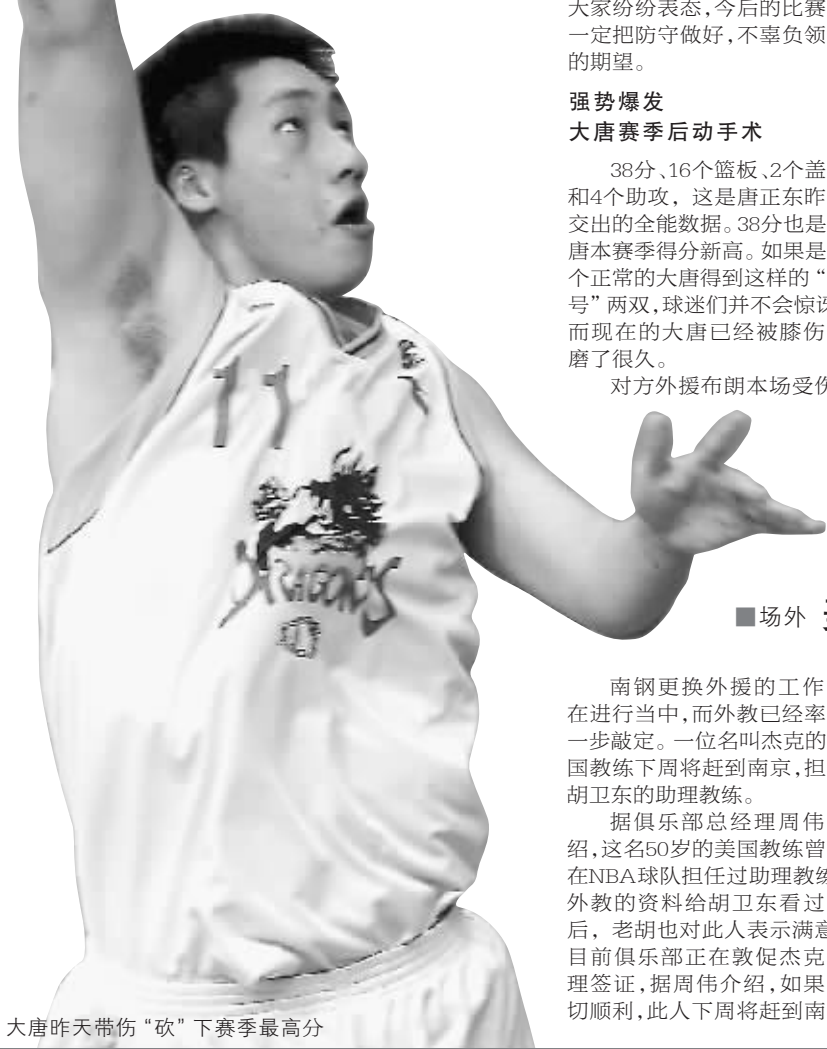 大家纷纷表态,今后的比赛
一定把防守做好,不辜负领
的期望。
强势爆发
大唐赛季后动手术
38分、16个篮板、2个盖
和4个助攻，这是唐正东昨
交出的全能数据。38分也是
唐本赛季得分新高。如果是
个正常的大唐得到这样的“
号”两双,球迷们并不会惊讶
而现在的大唐已经被膝伤
磨了很久。
对方外援布朗本场受伤
11
DRAGONS
■场外
南钢更换外援的工作
在进行当中,而外教已经率
一步敲定。一位名叫杰克的
国教练下周将赶到南京,担
胡卫东的助理教练。
据俱乐部总经理周伟
绍,这名50岁的美国教练曾
在NBA球队担任过助理教练
外教的资料给胡卫东看过
后，老胡也对此人表示满意
目前俱乐部正在敦促杰克
理签证,据周伟介绍,如果
切顺利,此人下周将赶到南
大唐昨天带伤“砍”下赛季最高分